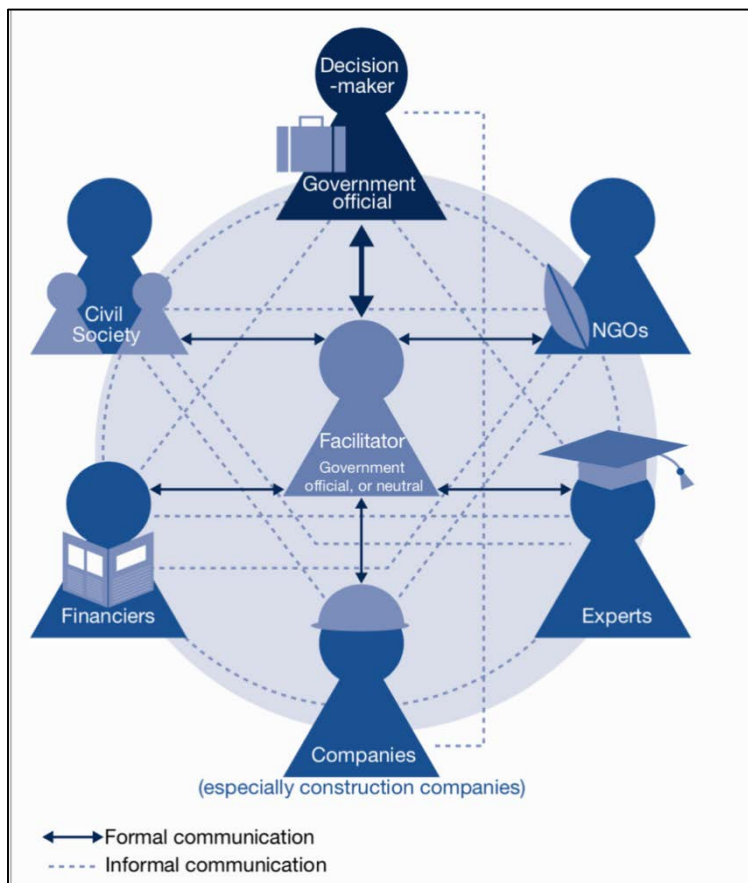 Decision
-maker
Government
official
Civil
Society
NGOs
Facilitator
Government
official, or neutral
Financiers
Experts
Companies
(especially construction companies)
Formal communication
Informal communication